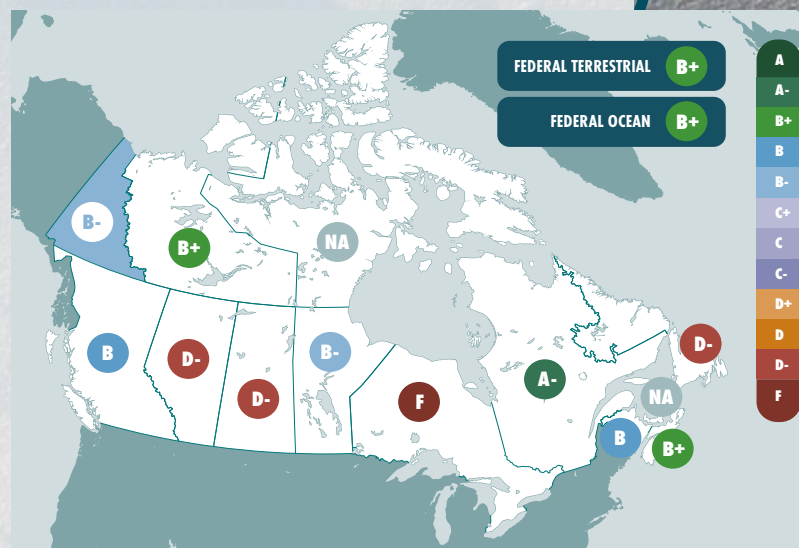 FEDERAL TERRESTRIAL B+
FEDERAL OCEAN B+
A
A-
B+
B
B-
C+
C
C-
D+
D
D-
F
B-
B+
NA
B
D-
D-
B-
F
A-
D-
NA
B
B+